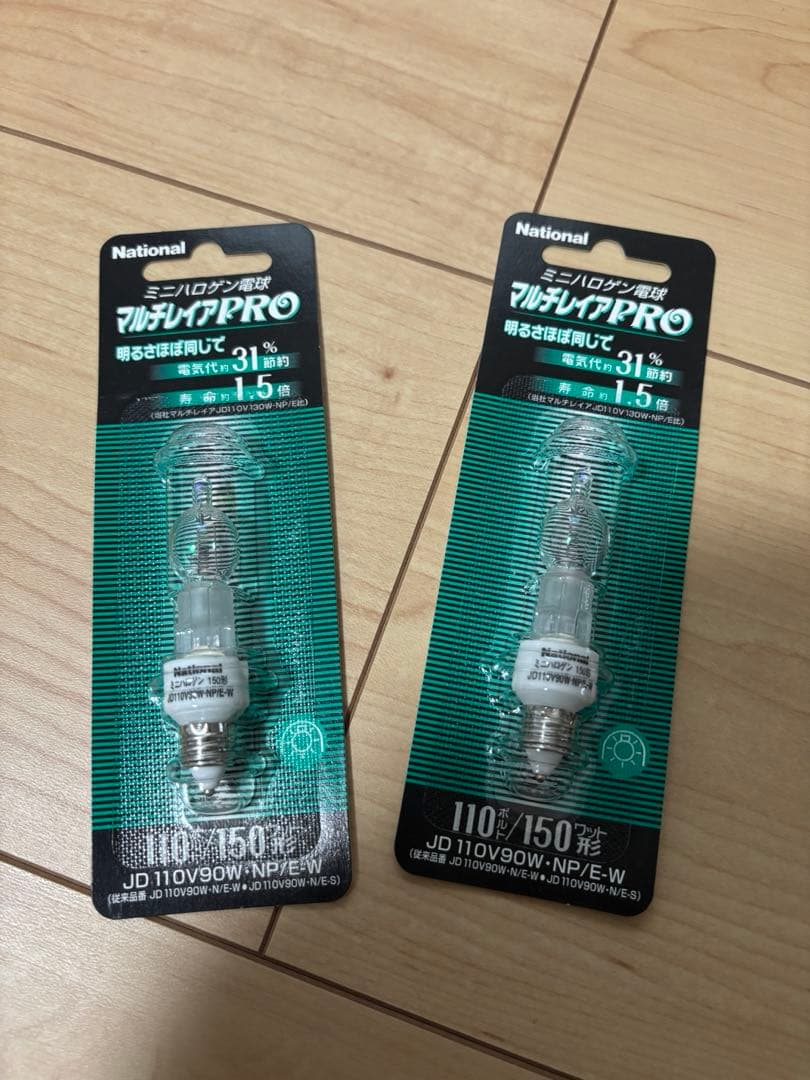 National
ミニハロゲン電球
マルチレイアPRO
明るさほぼ同じで
電気代約31%節約
寿命約1.5倍
(当社マルチレイアJD110V130W・NP/E比)
National
ミニハロゲン 150形
JD110V90W・NP/E-W
110ボルト/150ワット形
JD 110V90W・NP/E-W
(従来品番 JD 110V90W・N/E-W●JD 110V90W・N/E-S)
National
ミニハロゲン電球
マルチレイアPRO
明るさほぼ同じで
電気代約31%節約
寿命約1.5倍
(当社マルチレイアJD110V130W・NP/E比)
National
ミニハロゲン 150形
JD110V90W・NP/E-W
110ボルト/150ワット形
JD 110V90W・NP/E-W
(従来品番 JD 110V90W・N/E-W●JD 110V90W・N/E-S)